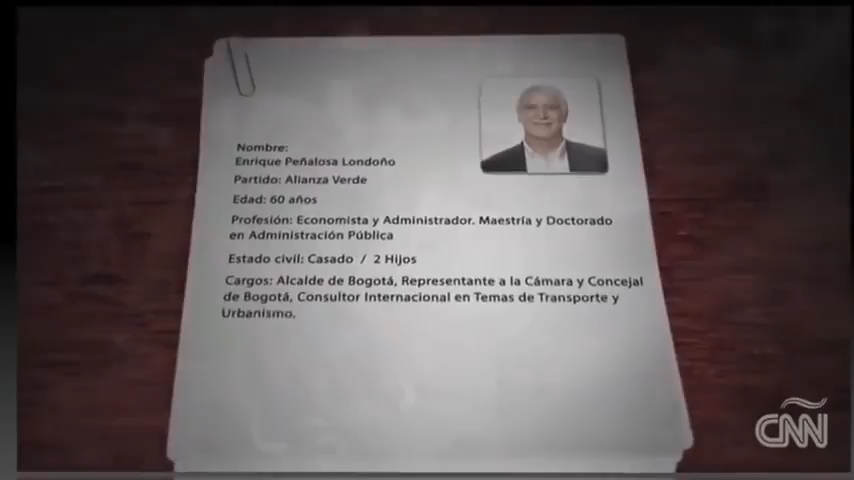 Nombre:
Enrique Peñalosa Londoño
Partido: Alianza Verde
Edad: 60 años
Profesión: Economista y Administrador. Maestría y Doctorado
en Administración Pública
Estado civil: Casado / 2 Hijos
Cargos: Alcalde de Bogotá, Representante a la Cámara y Concejal
de Bogotá, Consultor Internacional en Temas de Transporte y
Urbanismo.
CNN